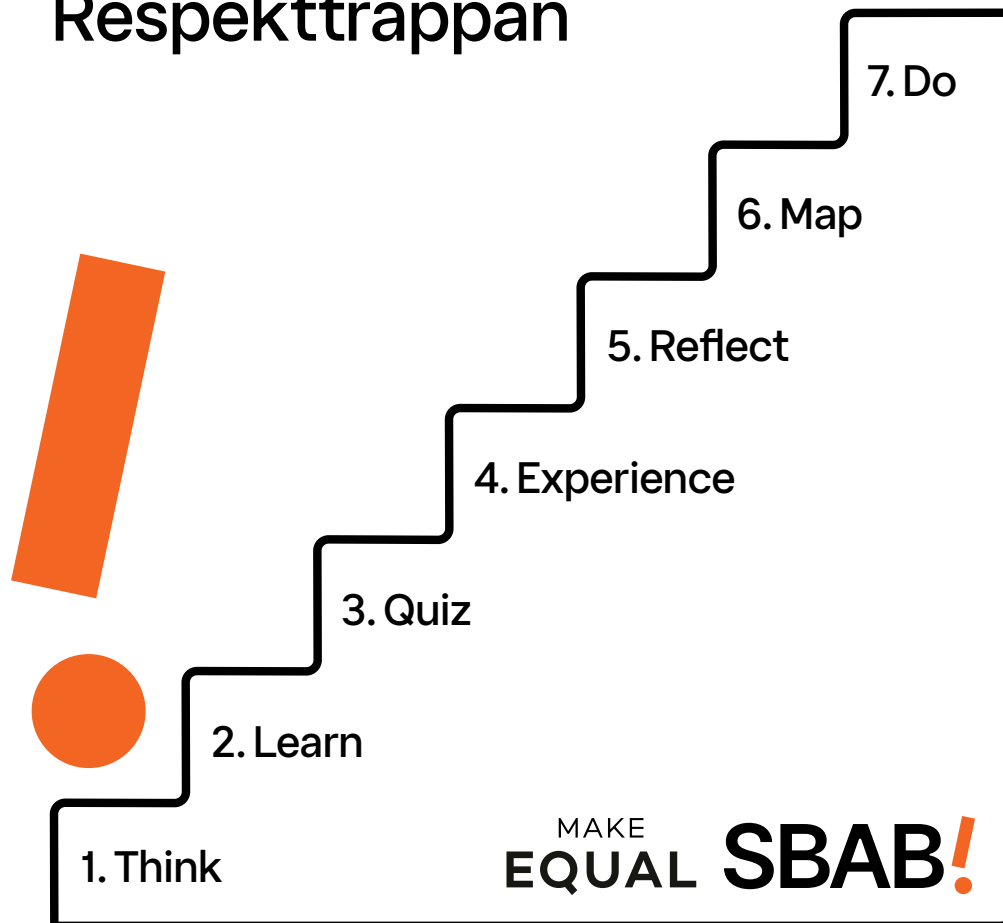 Respekttrappan
7. Do
6. Map
5. Reflect
4. Experience
3. Quiz
2. Learn
1. Think
MAKE
EQUAL
SBAB!